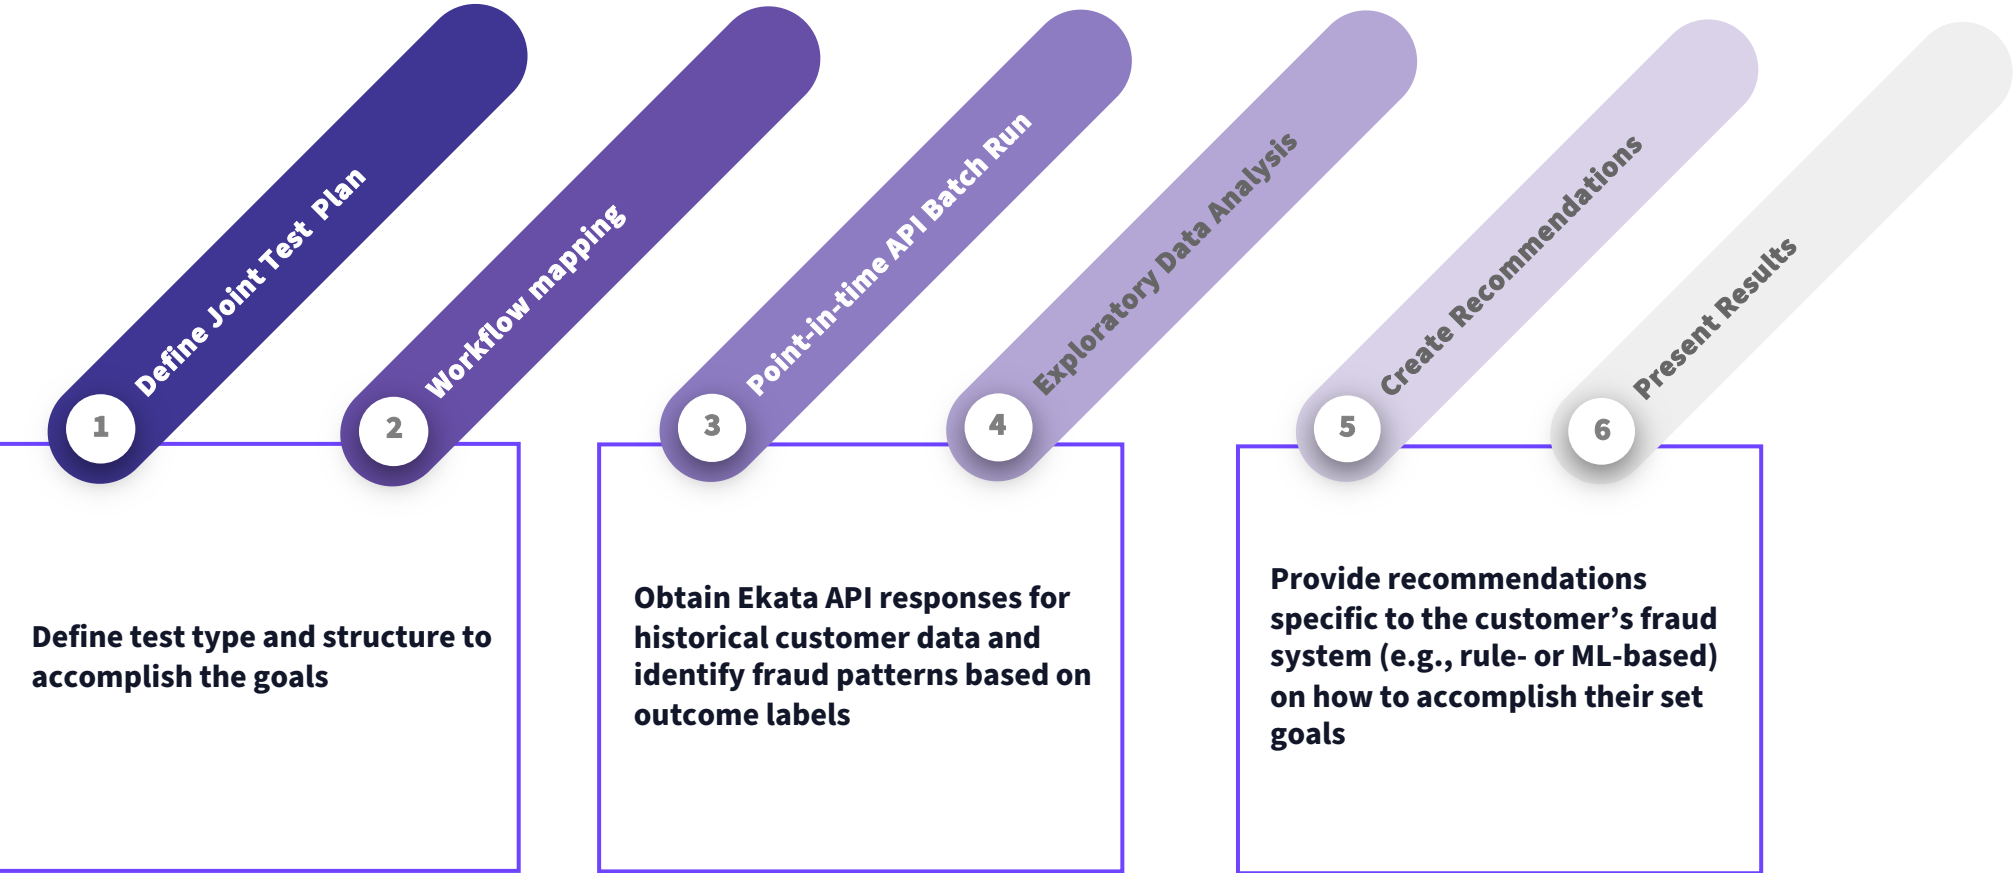 Define Joint Test Plan
Workflow mapping
Point-in-time API Batch Run
Exploratory Data Analysis
Create Recommendations
Present Results
1
2
3
4
5
6
Define test type and structure to
accomplish the goals
Obtain Ekata API responses for
historical customer data and
identify fraud patterns based on
outcome labels
Provide recommendations
specific to the customer’s fraud
system (e.g., rule- or ML-based)
on how to accomplish their set
goals